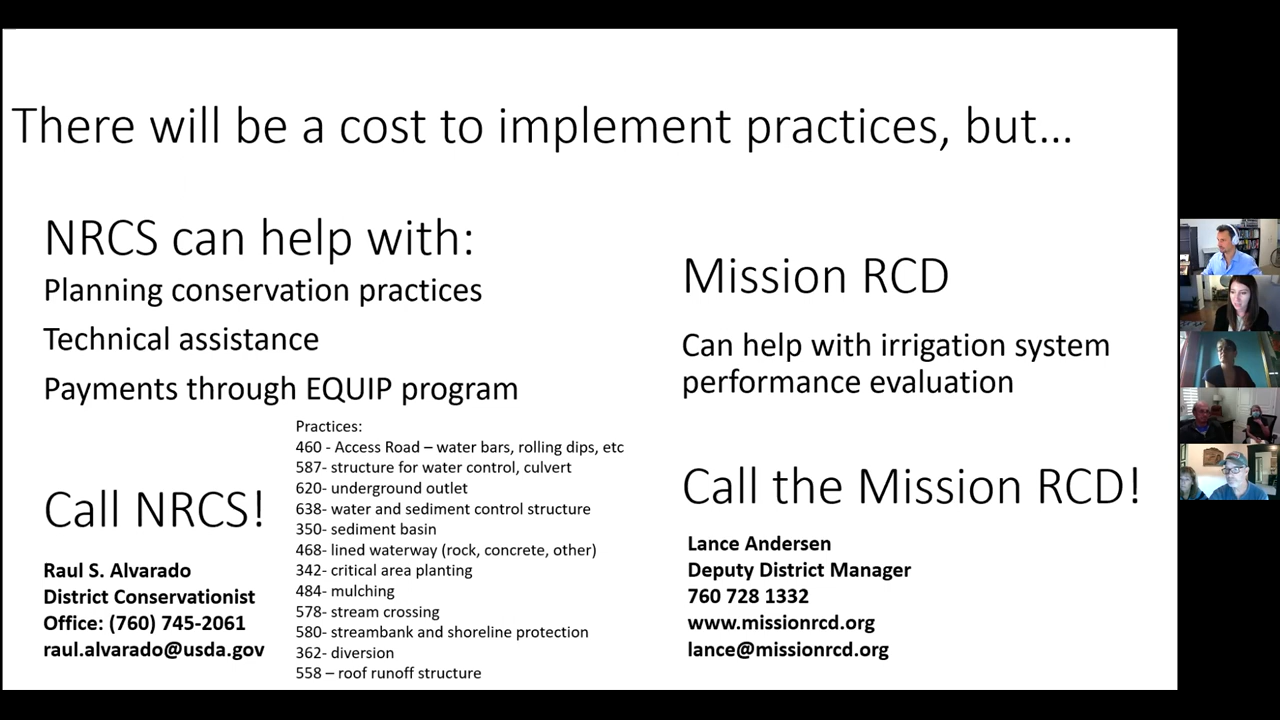 There will be a cost to implement practices, but...
NRCS can help with:
Planning conservation practices
Technical assistance
Payments through EQUIP program
Practices:
460 - Access Road – water bars, rolling dips, etc
587- structure for water control, culvert
620- underground outlet
638- water and sediment control structure
350- sediment basin
468- lined waterway (rock, concrete, other)
342- critical area planting
484- mulching
578- stream crossing
580- streambank and shoreline protection
362- diversion
558 – roof runoff structure
Call NRCS!
Raul S. Alvarado
District Conservationist
Office: (760) 745-2061
raul.alvarado@usda.gov
Mission RCD
Can help with irrigation system
performance evaluation
Call the Mission RCD!
Lance Andersen
Deputy District Manager
760 728 1332
www.missionrcd.org
lance@missionrcd.org